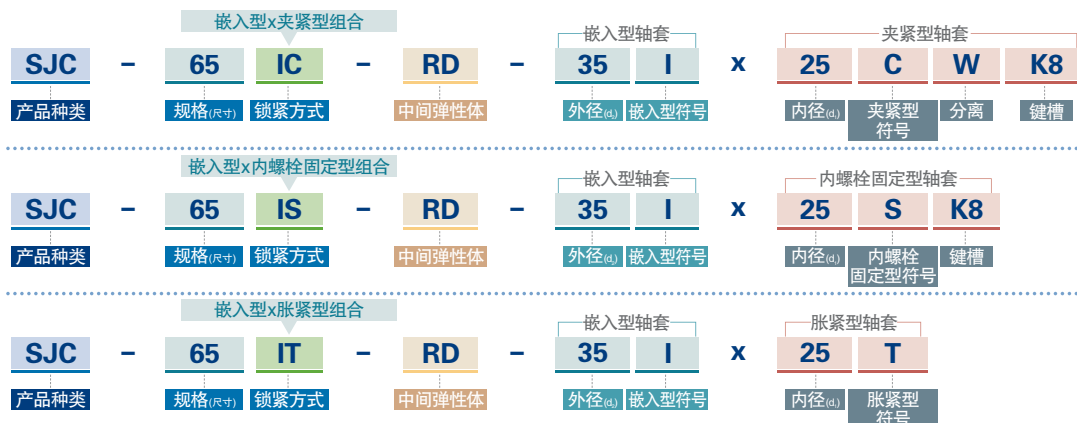 嵌入型x夹紧型组合
嵌入型轴套 夹紧型轴套
SJC – 65 IC – RD – 35 I x 25 C W K8
产品种类 规格(尺寸) 锁紧方式 中间弹性体 外径(d₁) 嵌入型符号 内径(d₁) 夹紧型 分离 键槽
符号
嵌入型x内螺栓固定型组合
嵌入型轴套 内螺栓固定型轴套
SJC – 65 IS – RD – 35 I x 25 S K8
产品种类 规格(尺寸) 锁紧方式 中间弹性体 外径(d₁) 嵌入型符号 内径(d₁) 内螺栓 键槽
固定型符号
嵌入型x胀紧型组合
嵌入型轴套 胀紧型轴套
SJC – 65 IT – RD – 35 I x 25 T
产品种类 规格(尺寸) 锁紧方式 中间弹性体 外径(d₁) 嵌入型符号 内径(d₁) 胀紧型
符号